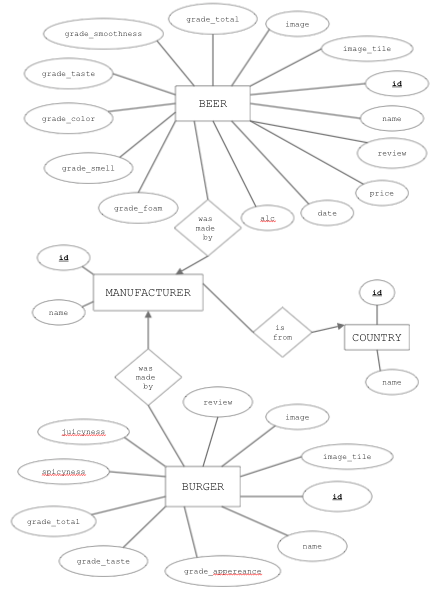 grade_total
image
grade_smoothness
image_tile
grade_taste
id
BEER
grade_color
name
review
grade_smell
price
grade_foam
date
alc
was
made
by
id
MANUFACTURER
id
name
is
from
COUNTRY
was
made
by
name
review
image
juicyness
image_tile
spicyness
BURGER
id
grade_total
name
grade_taste
grade_appereance